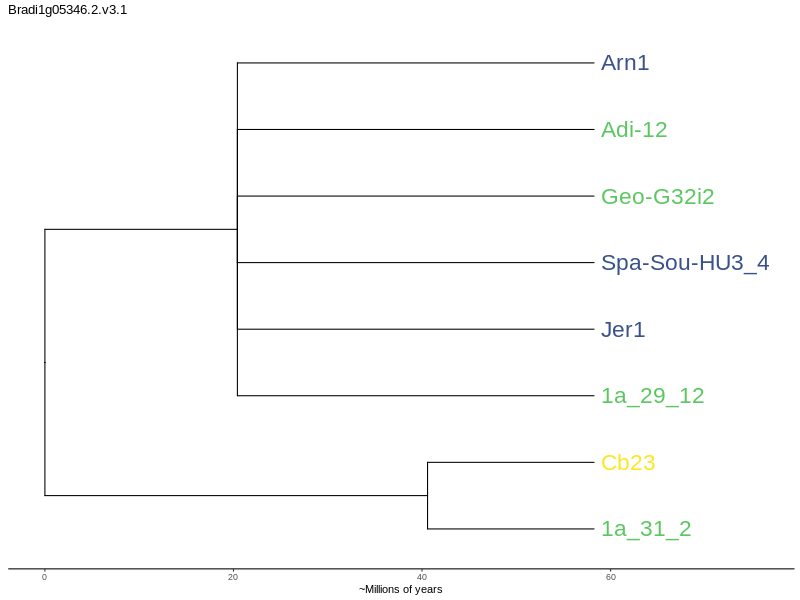 Bradi1g05346.2.v3.1
Arn1
Adi-12
Geo-G32i2
Spa-Sou-HU3_4
Jer1
1a_29_12
Cb23
1a_31_2
0 20 40 60
~Millions of years